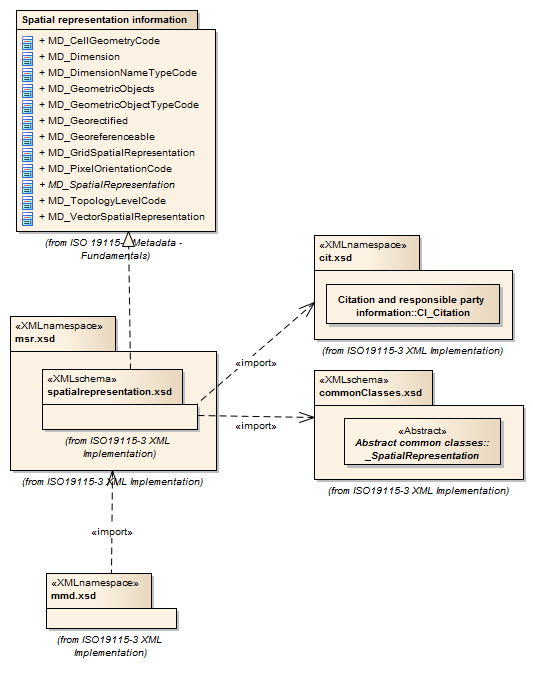 Spatial representation information
+ MD_CellGeometryCode
+ MD_Dimension
+ MD_DimensionNameTypeCode
+ MD_GeometricObjects
+ MD_GeometricObjectTypeCode
+ MD_Georectified
+ MD_Georeferenceable
+ MD_GridSpatialRepresentation
+ MD_PixelOrientationCode
+ MD_SpatialRepresentation
+ MD_TopologyLevelCode
+ MD_VectorSpatialRepresentation
(from ISO 19115- Metadata -
Fundamentals)
«XMLnamespace»
cit.xsd
Citation and responsible party
information::CI_Citation
(from ISO19115-3 XML Implementation)
«XMLnamespace»
msr.xsd
«XMLschema»
spatialrepresentation.xsd
(from ISO19115-3 XML
Implementation)
(from ISO19115-3 XML Implementation)
«import»
«import»
«XMLschema»
commonClasses.xsd
«Abstract»
Abstract common classes::
_SpatialRepresentation
(from ISO19115-3 XML Implementation)
«import»
«XMLnamespace»
mmd.xsd
(from ISO19115-3 XML
Implementation)